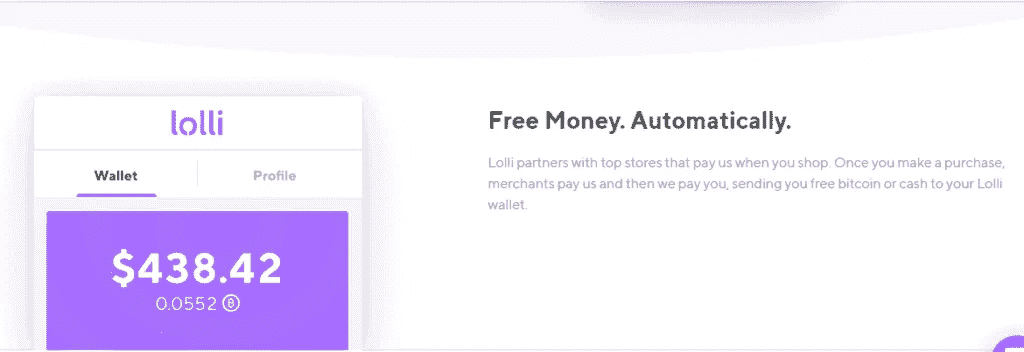 lolli
Wallet Profile
$438.42
0.0552 ₿
Free Money. Automatically.
Lolli partners with top stores that pay us when you shop. Once you make a purchase,
merchants pay us and then we pay you, sending you free bitcoin or cash to your Lolli
wallet.